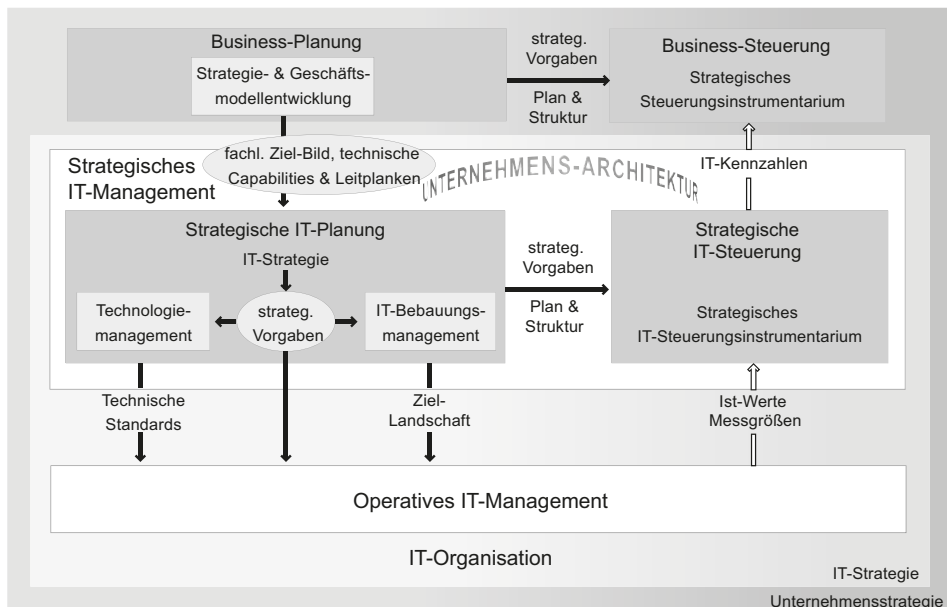 Business-Planung
Strategie- & Geschäfts-
modellentwicklung
strateg.
Vorgaben
Plan &
Struktur
Business-Steuerung
Strategisches
Steuerungsinstrumentarium
fachl. Ziel-Bild, technische
Capabilities & Leitplanken
UNTERNEHMENS-ARCHITEKTUR
IT-Kennzahlen
Strategisches
IT-Management
Strategische IT-Planung
IT-Strategie
Technologie-
management
strateg.
Vorgaben
IT-Bebauungs-
management
strateg.
Vorgaben
Plan &
Struktur
Strategische
IT-Steuerung
Strategisches
IT-Steuerungsinstrumentarium
Technische
Standards
Ziel-
Landschaft
Ist-Werte
Messgrößen
Operatives IT-Management
IT-Organisation
IT-Strategie
Unternehmensstrategie